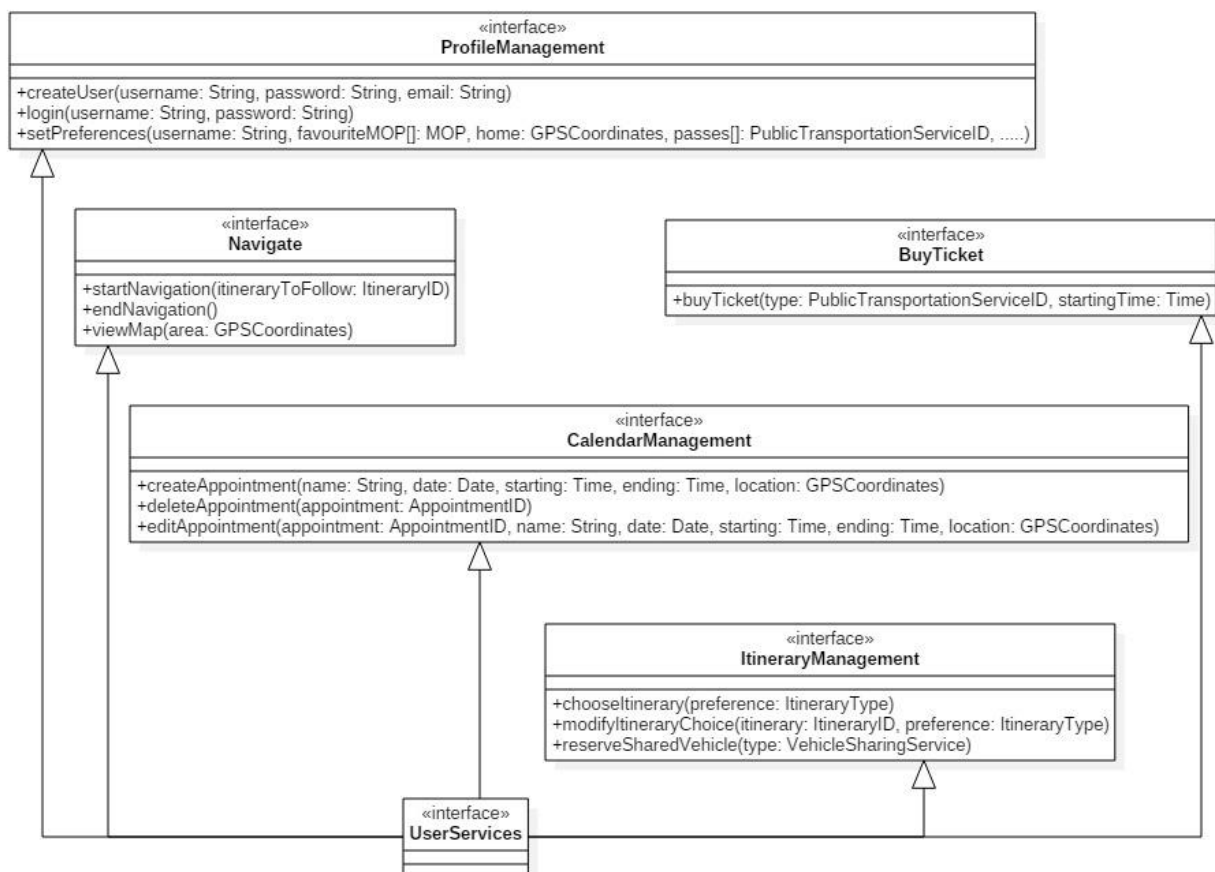 «interface»
ProfileManagement
+createUser(username: String, password: String, email: String)
+login(username: String, password: String)
+setPreferences(username: String, favouriteMOP[]: MOP, home: GPSCoordinates, passes[]: PublicTransportationServiceID, .....)
«interface»
Navigate
+startNavigation(itineraryToFollow: ItineraryID)
+endNavigation()
+viewMap(area: GPSCoordinates)
«interface»
BuyTicket
+buyTicket(type: PublicTransportationServiceID, startingTime: Time)
«interface»
CalendarManagement
+createAppointment(name: String, date: Date, starting: Time, ending: Time, location: GPSCoordinates)
+deleteAppointment(appointment: AppointmentID)
+editAppointment(appointment: AppointmentID, name: String, date: Date, starting: Time, ending: Time, location: GPSCoordinates)
«interface»
ItineraryManagement
+chooseItinerary(preference: ItineraryType)
+modifyItineraryChoice(itinerary: ItineraryID, preference: ItineraryType)
+reserveSharedVehicle(type: VehicleSharingService)
«interface»
UserServices